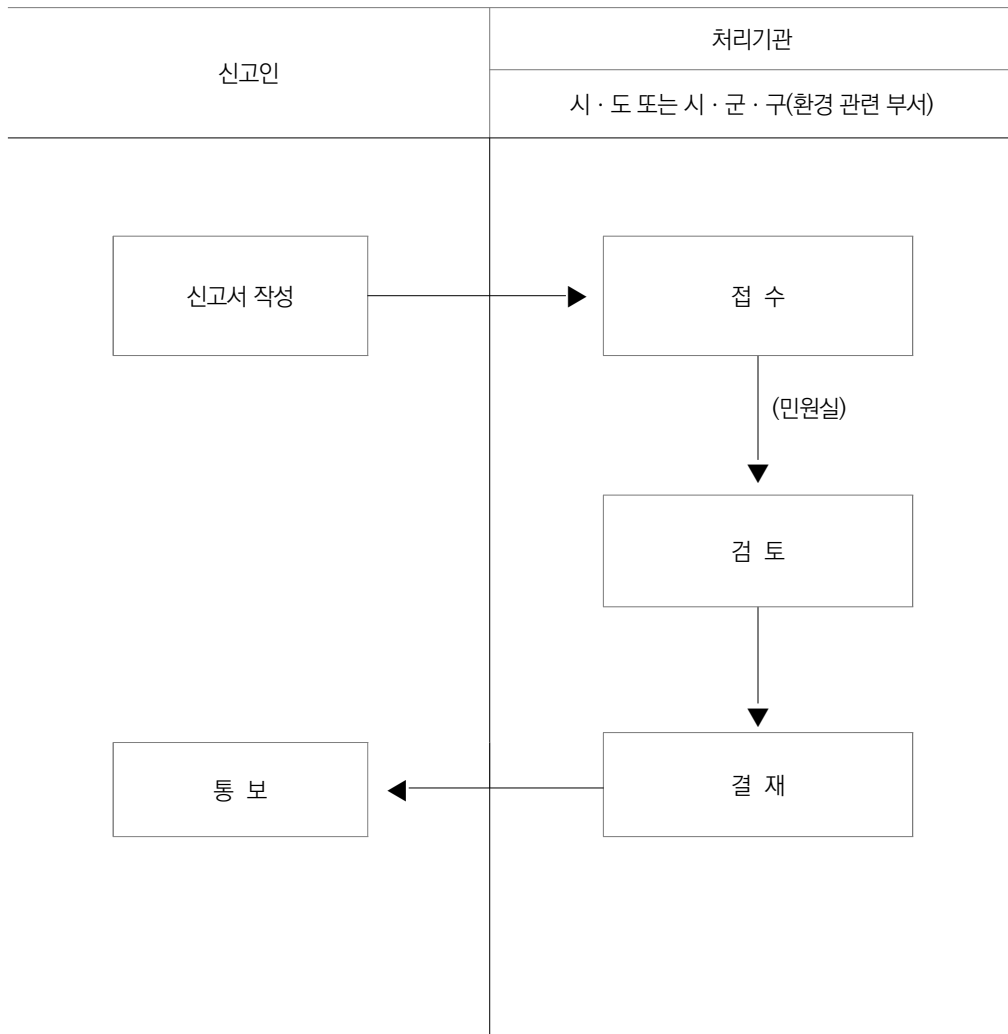 신고인
처리기관
시 · 도 또는 시 · 군 · 구(환경 관련 부서)
신고서 작성
접 수
(민원실)
검 토
결 재
통 보